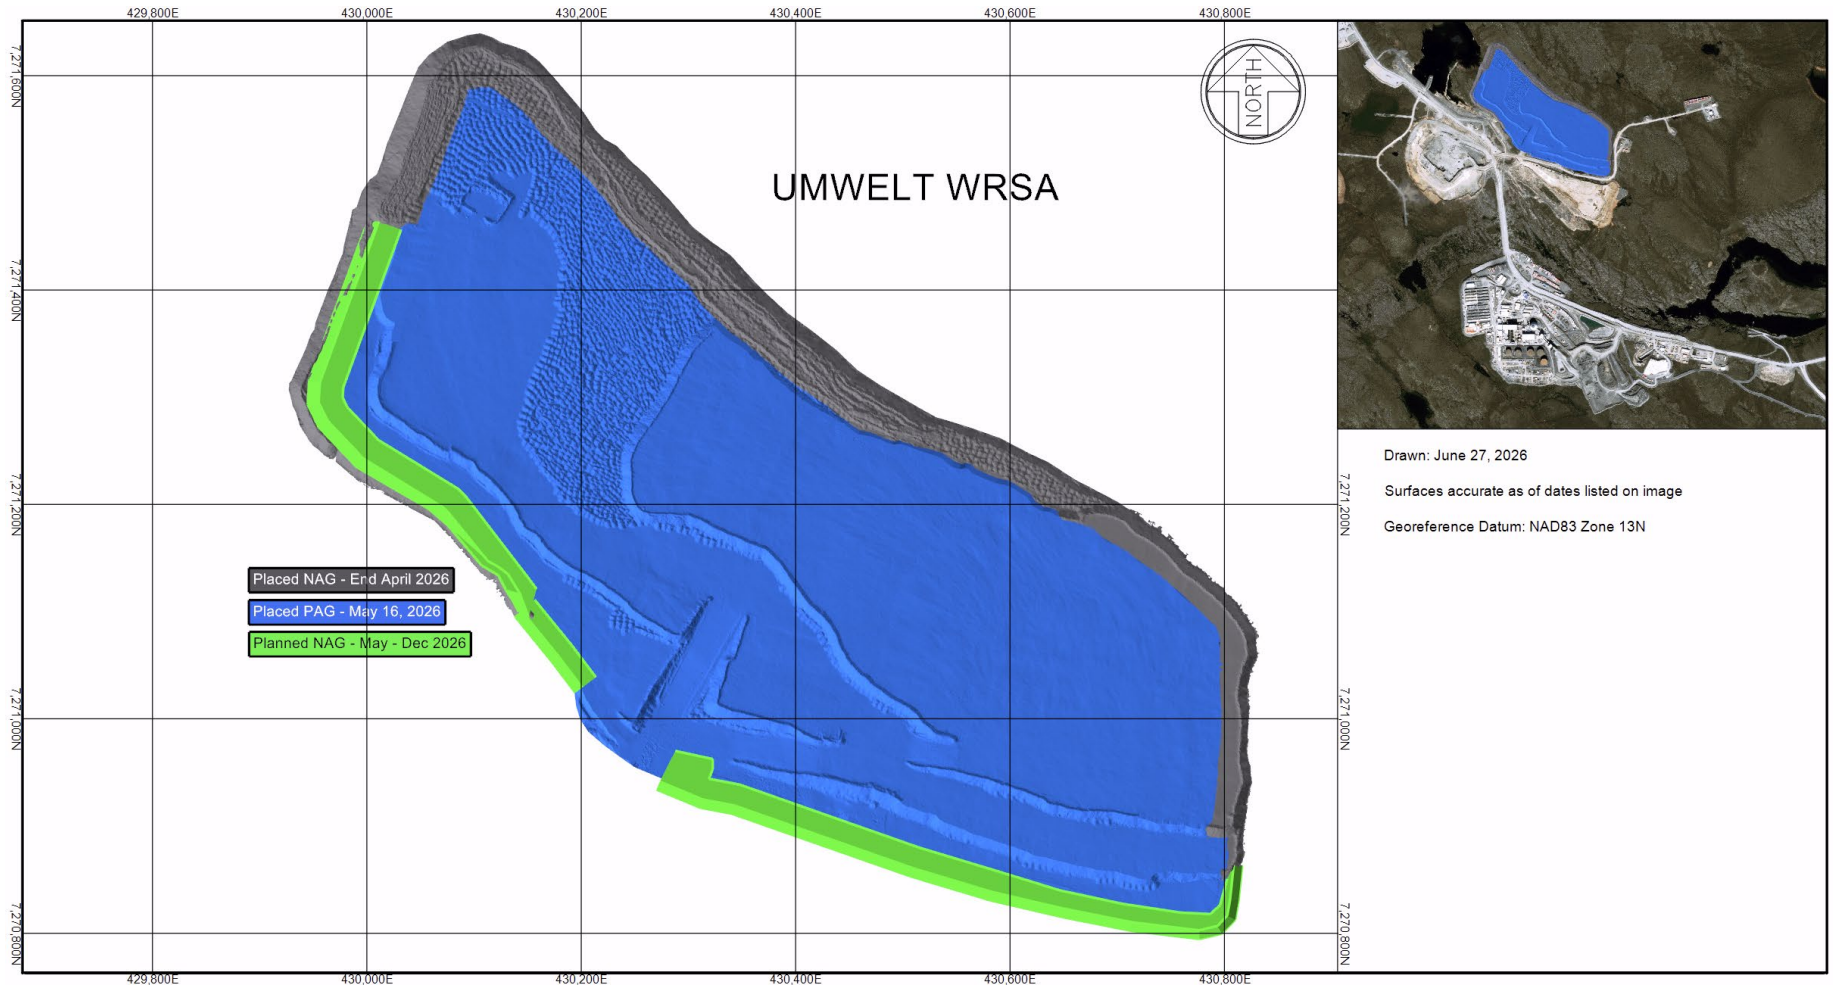 429,800E 430,000E 430,200E 430,400E 430,600E 430,800E
7,271,600N
7,271,400N
7,271,200N
7,271,000N
7,270,800N
NORTH
UMWELT WRSA
Placed NAG - End April 2026
Placed PAG - May 16, 2026
Planned NAG - May - Dec 2026
7,271,200N
7,271,000N
7,270,800N
429,800E 430,000E 430,200E 430,400E 430,600E 430,800E
Drawn: June 27, 2026
Surfaces accurate as of dates listed on image
Georeference Datum: NAD83 Zone 13N